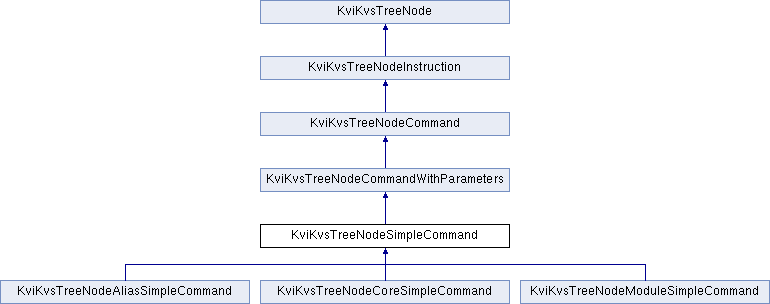 KviKvsTreeNode
KviKvsTreeNodeInstruction
KviKvsTreeNodeCommand
KviKvsTreeNodeCommandWithParameters
KviKvsTreeNodeSimpleCommand
KviKvsTreeNodeAliasSimpleCommand
KviKvsTreeNodeCoreSimpleCommand
KviKvsTreeNodeModuleSimpleCommand